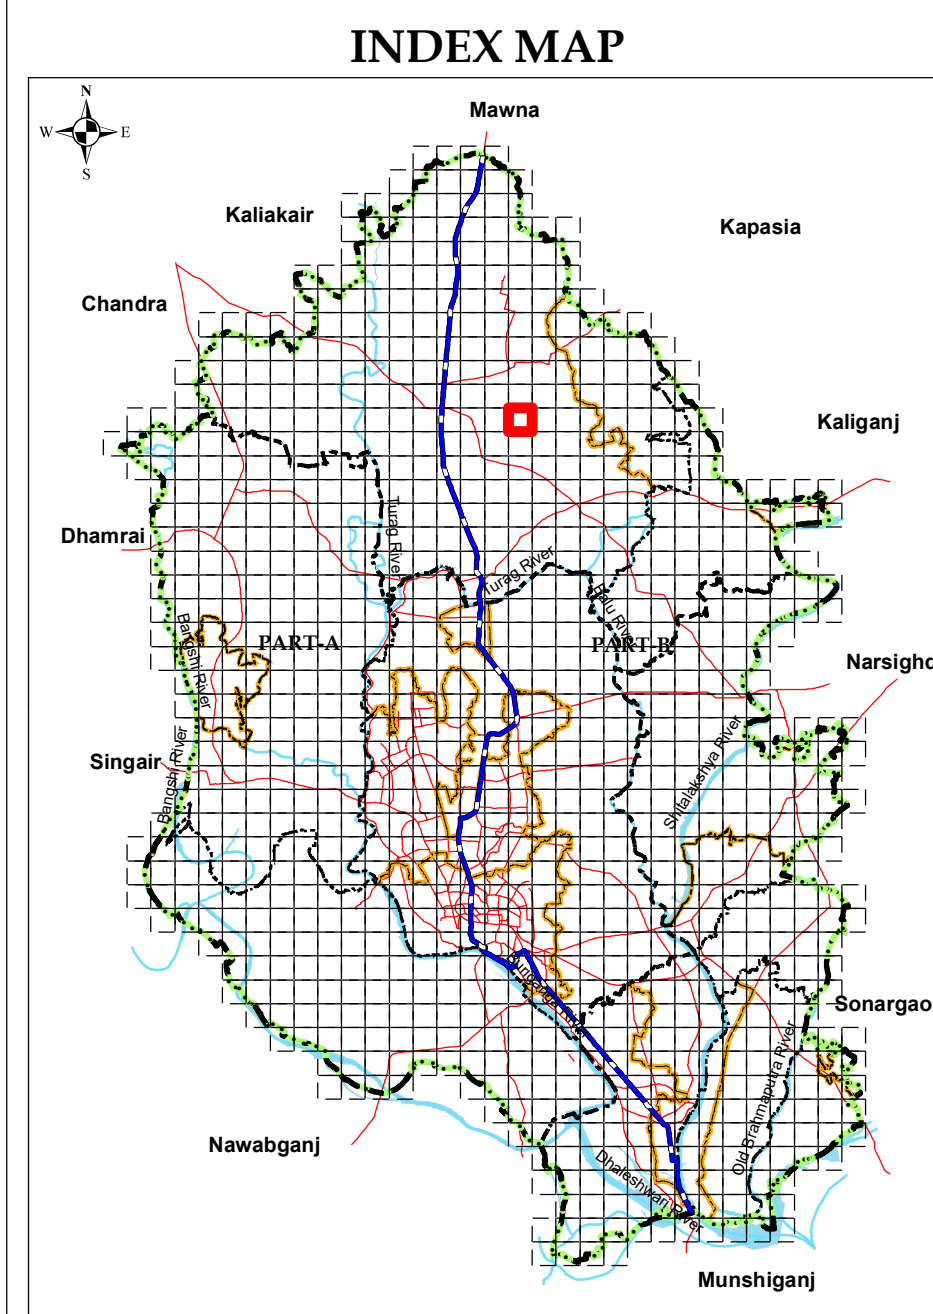 INDEX MAP
N
W
E
S
Mawna
Kaliakair
Kapasia
Chandra
Kaliganj
Dhamrai
Turag River
Turag River
Balu River
Bangshi River
PART-A
PART-B
Narsighd
Shitalakshya River
Singair
Bangshi River
Buriganga River
Sonargao
Old Brahmaputra River
Nawabganj
Dhaleshwari River
Munshiganj